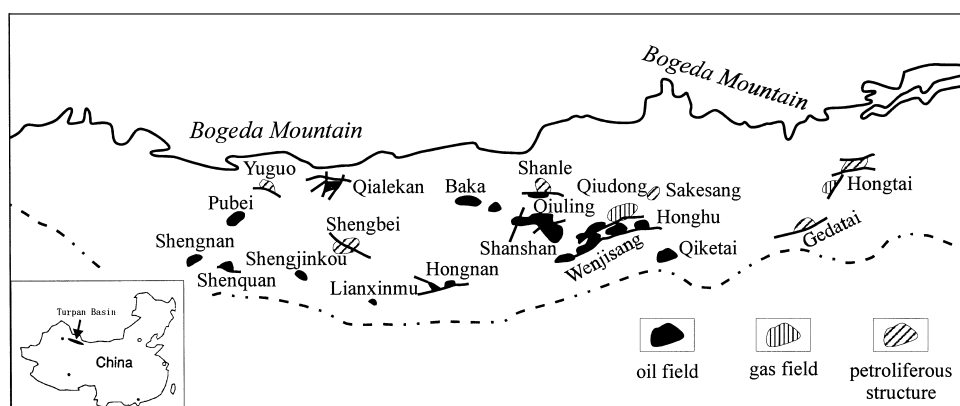 Bogeda Mountain
Bogeda Mountain
Yuguo
Qialekan
Baka
Shanle
Qiudong
Sakesang
Hongtai
Pubei
Shengbei
Qiuling
Honghu
Gedatai
Shengnan
Shanshan
Shengjinkou
Hongnan
Wenjisang
Qiketai
Shenquan
Lianxinmu
Turpan Basin
China
oil field
gas field
petroliferous
structure